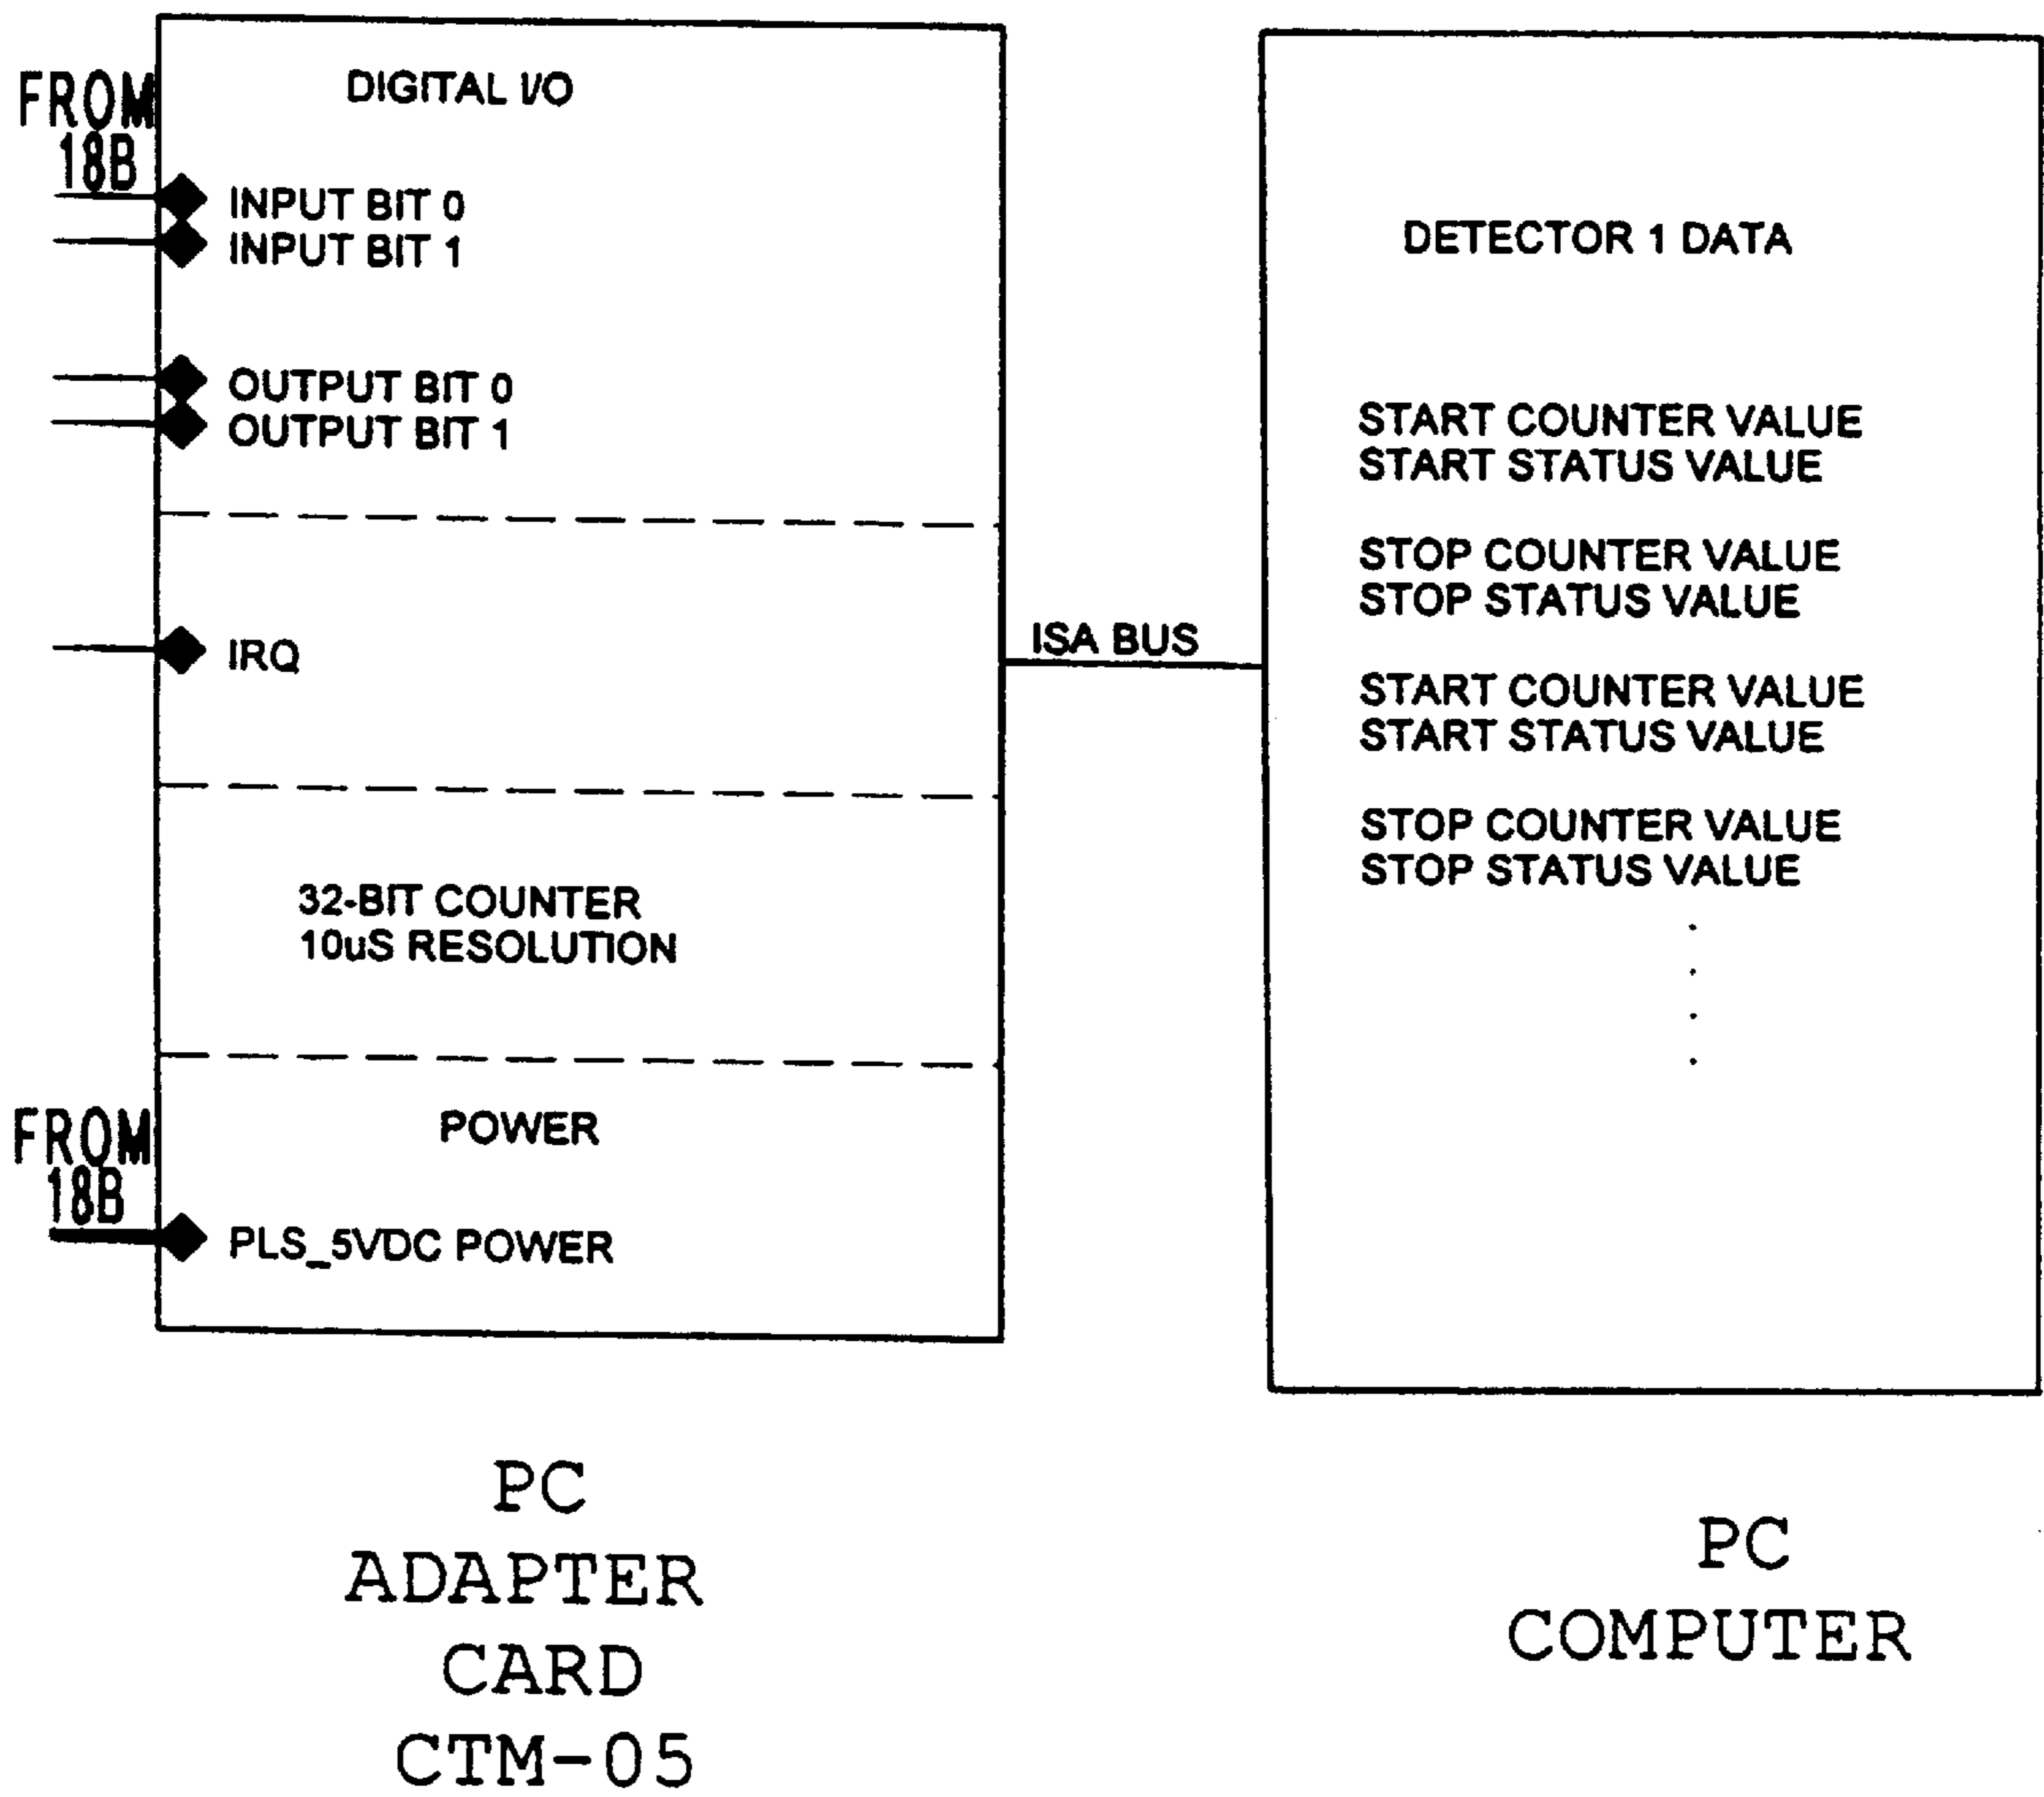 FROM
18B
DIGITAL I/O
INPUT BIT 0
INPUT BIT 1
OUTPUT BIT 0
OUTPUT BIT 1
IRQ
32-BIT COUNTER
10uS RESOLUTION
FROM
18B
POWER
PLS_5VDC POWER
ISA BUS
DETECTOR 1 DATA
START COUNTER VALUE
START STATUS VALUE
STOP COUNTER VALUE
STOP STATUS VALUE
START COUNTER VALUE
START STATUS VALUE
STOP COUNTER VALUE
STOP STATUS VALUE
.
.
.
.
PC
ADAPTER
CARD
CTM-05
PC
COMPUTER